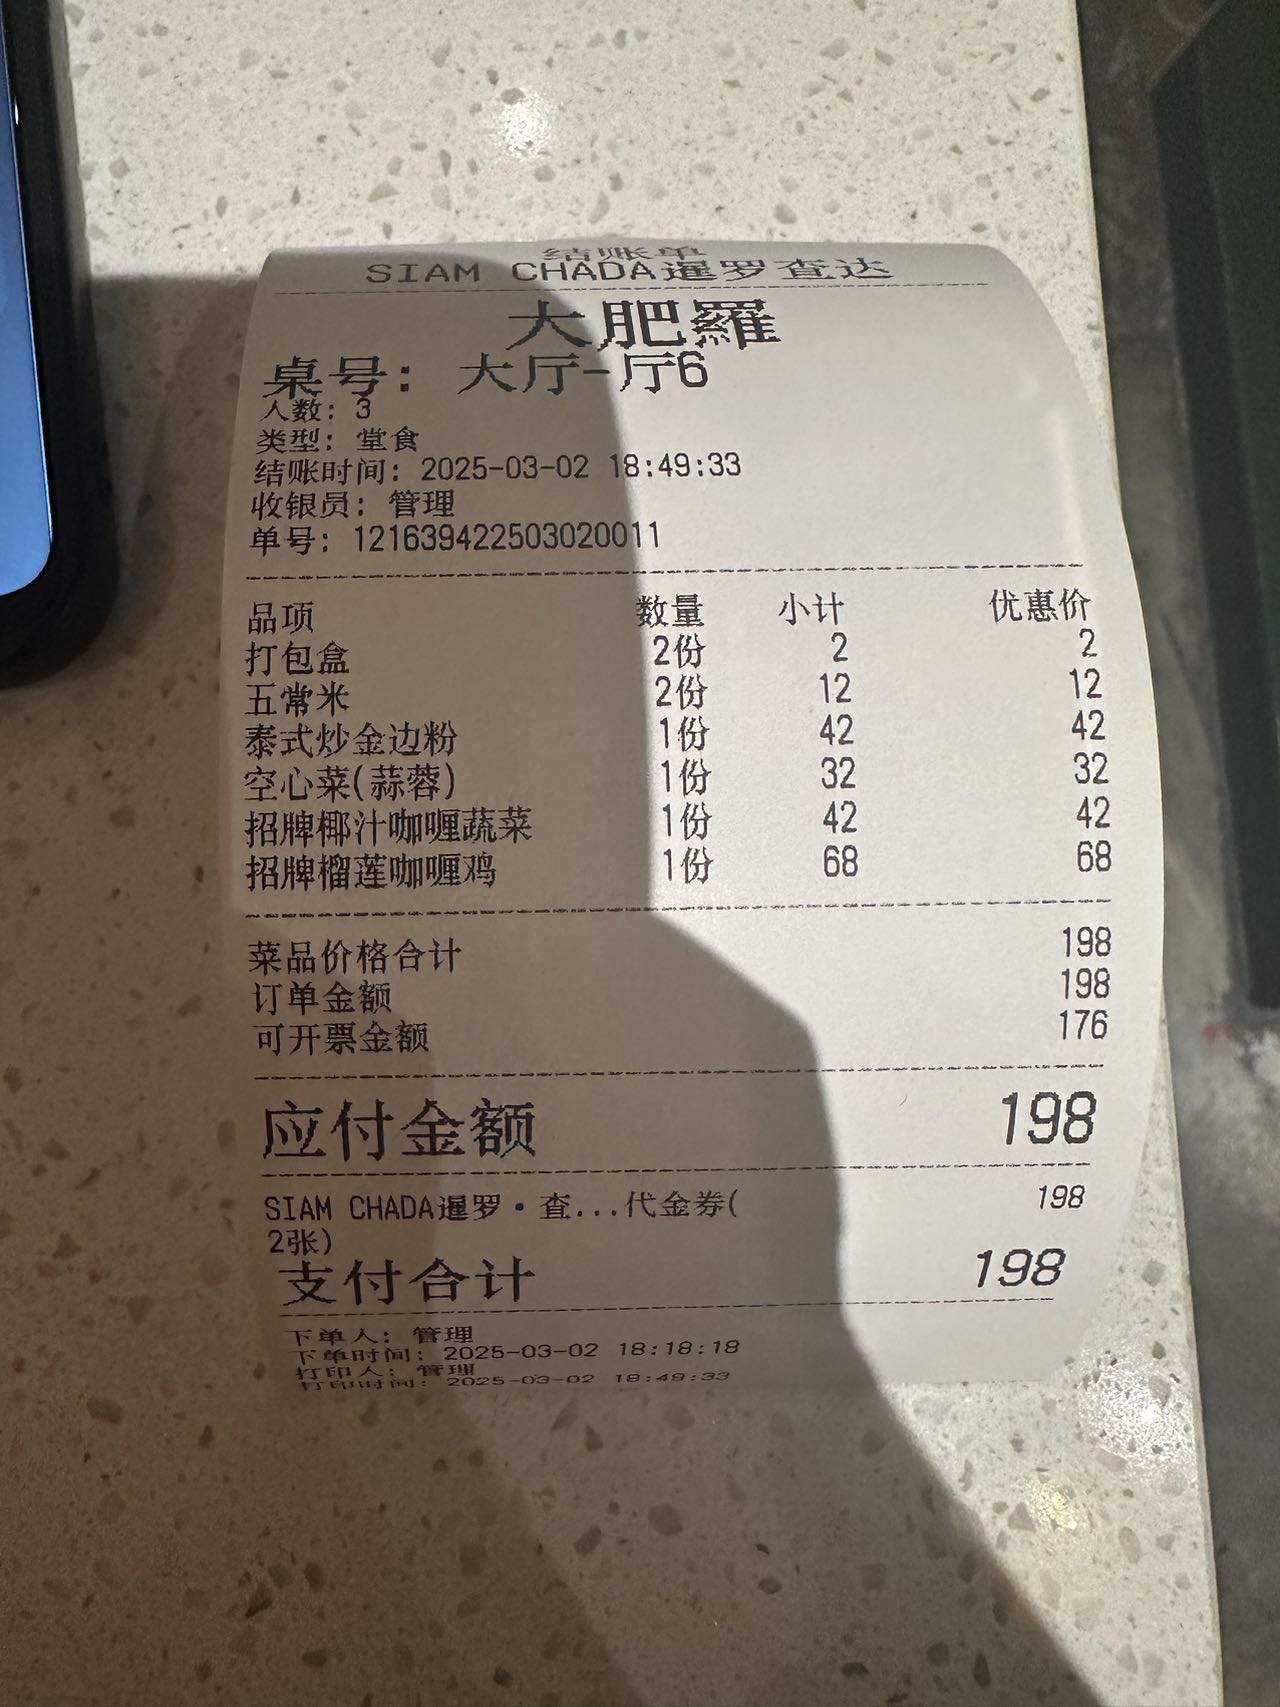 结账单
SIAM CHADA暹罗查达
大肥羅
桌号: 大厅-厅6
人数: 3
类型: 堂食
结账时间: 2025-03-02 18:49:33
收银员: 管理
单号: 121639422503020011
品项 数量 小计 优惠价
打包盒 2份 2 2
五常米 2份 12 12
泰式炒金边粉 1份 42 42
空心菜(蒜蓉) 1份 32 32
招牌椰汁咖喱蔬菜 1份 42 42
招牌榴莲咖喱鸡 1份 68 68
菜品价格合计 198
订单金额 198
可开票金额 176
应付金额 198
SIAM CHADA暹罗·查...代金券( 198
2张)
支付合计 198
下单人: 管理
下单时间: 2025-03-02 18:18:18
打印人: 管理
打印时间: 2025-03-02 18:49:33